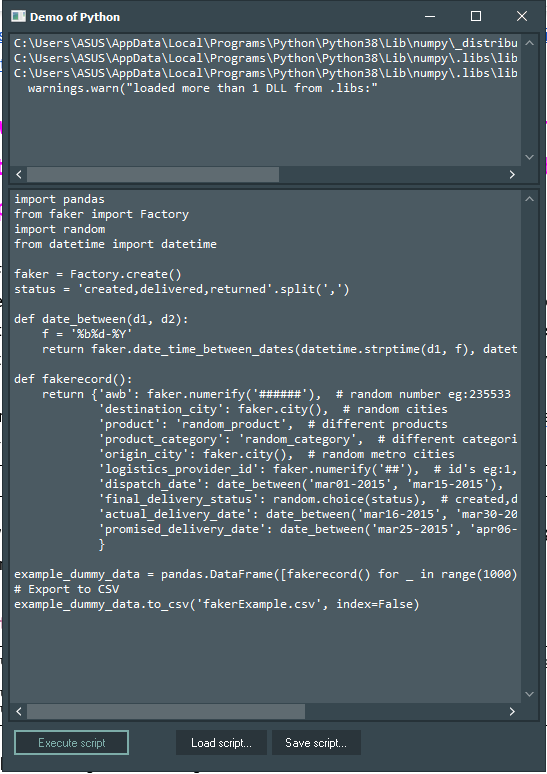 Demo of Python
C:\Users\ASUS\AppData\Local\Programs\Python\Python38\Lib\numpy\_distribu
C:\Users\ASUS\AppData\Local\Programs\Python\Python38\Lib\numpy\.libs\lib
C:\Users\ASUS\AppData\Local\Programs\Python\Python38\Lib\numpy\.libs\lib
  warnings.warn("loaded more than 1 DLL from .libs:"
import pandas
from faker import Factory
import random
from datetime import datetime
faker = Factory.create()
status = 'created,delivered,returned'.split(',')
def date_between(d1, d2):
    f = '%b%d-%Y'
    return faker.date_time_between_dates(datetime.strptime(d1, f), datet
def fakerecord():
    return {'awb': faker.numerify('######'),  # random number eg:235533
            'destination_city': faker.city(),  # random cities
            'product': 'random_product',  # different products
            'product_category': 'random_category',  # different categori
            'origin_city': faker.city(),  # random metro cities
            'logistics_provider_id': faker.numerify('##'),  # id's eg:1,
            'dispatch_date': date_between('mar01-2015', 'mar15-2015'),
            'final_delivery_status': random.choice(status),  # created,d
            'actual_delivery_date': date_between('mar16-2015', 'mar30-20
            'promised_delivery_date': date_between('mar25-2015', 'apr06-
            }
example_dummy_data = pandas.DataFrame([fakerecord() for _ in range(1000)
# Export to CSV
example_dummy_data.to_csv('fakerExample.csv', index=False)
Execute script
Load script...
Save script...